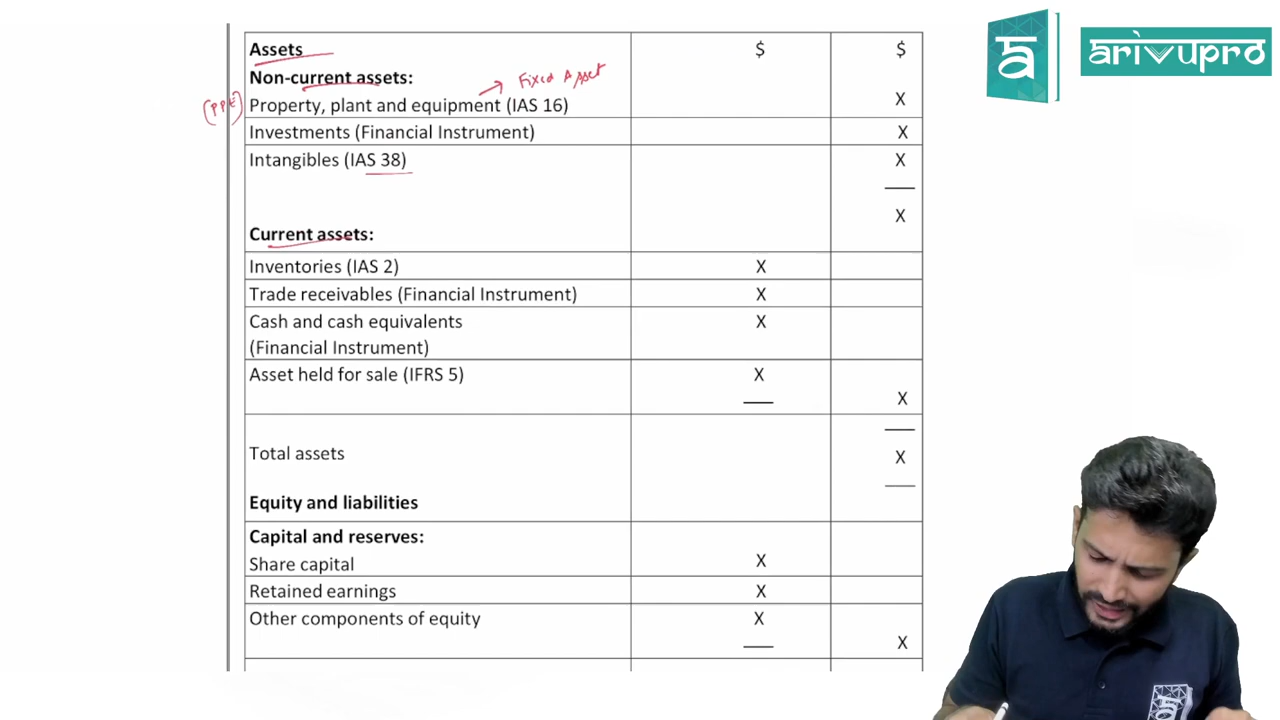 Assets $ $
Non-current assets:
→ Fixed Asset
(PPE) Property, plant and equipment (IAS 16) X
Investments (Financial Instrument) X
Intangibles (IAS 38) X
X
Current assets:
Inventories (IAS 2) X
Trade receivables (Financial Instrument) X
Cash and cash equivalents X
(Financial Instrument)
Asset held for sale (IFRS 5) X
X
Total assets X
Equity and liabilities
Capital and reserves:
Share capital X
Retained earnings X
Other components of equity X
X
arivupro